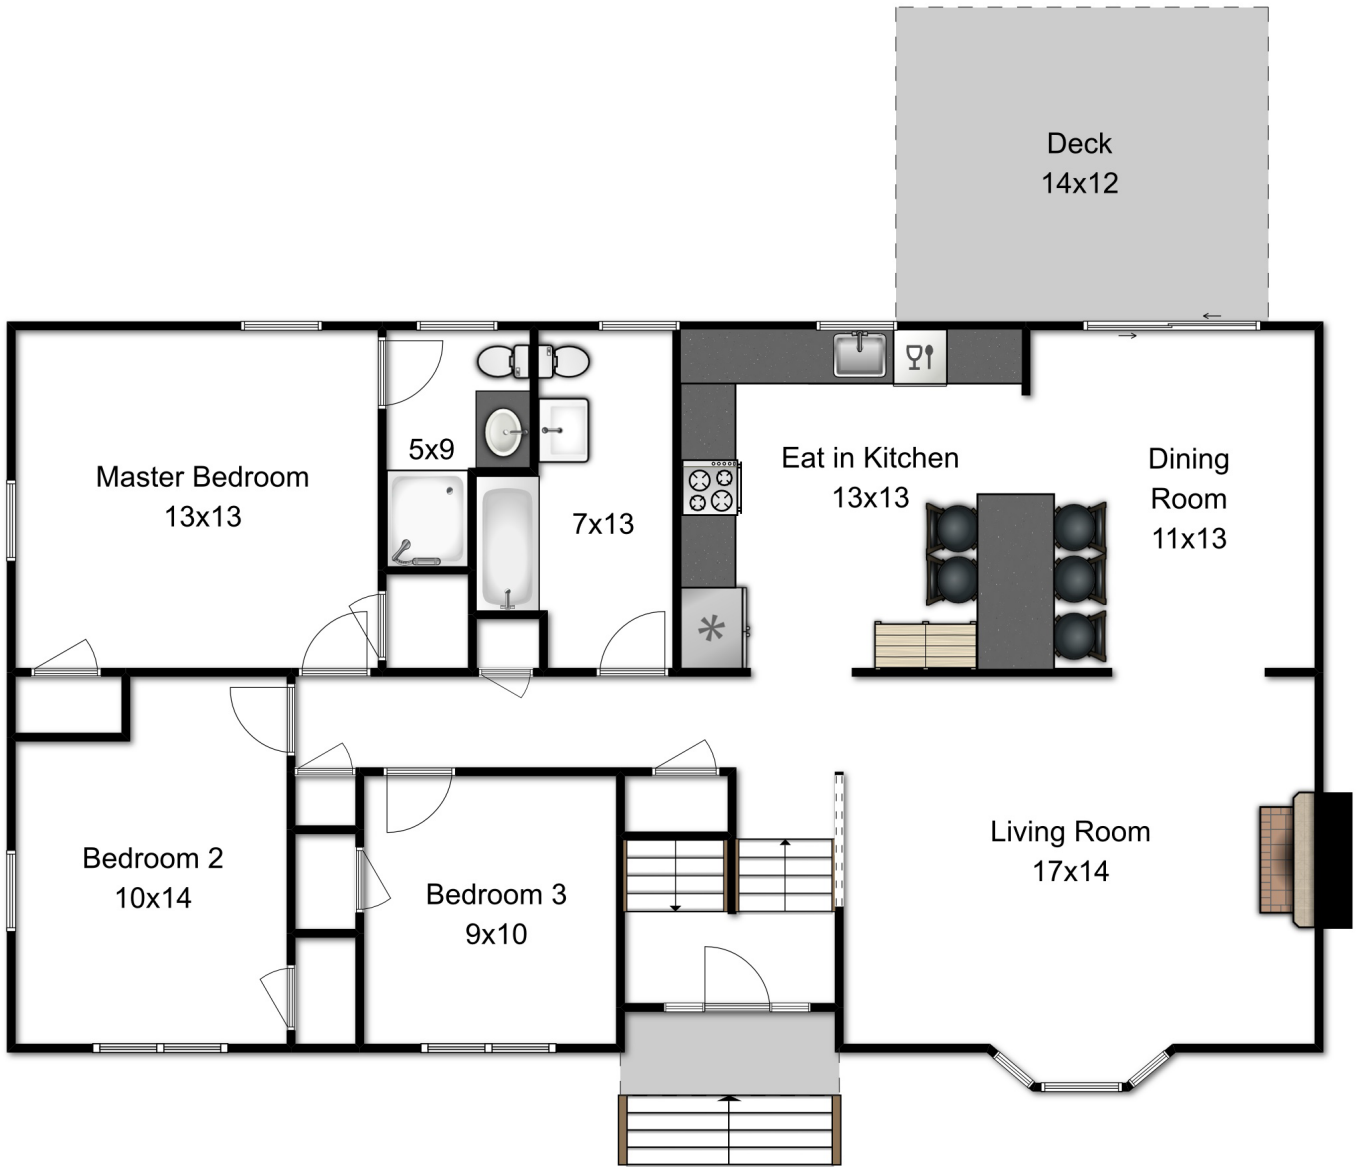 Deck
14x12
Master Bedroom
13x13
5x9
7x13
Eat in Kitchen
13x13
Dining
Room
11x13
Bedroom 2
10x14
Bedroom 3
9x10
Living Room
17x14